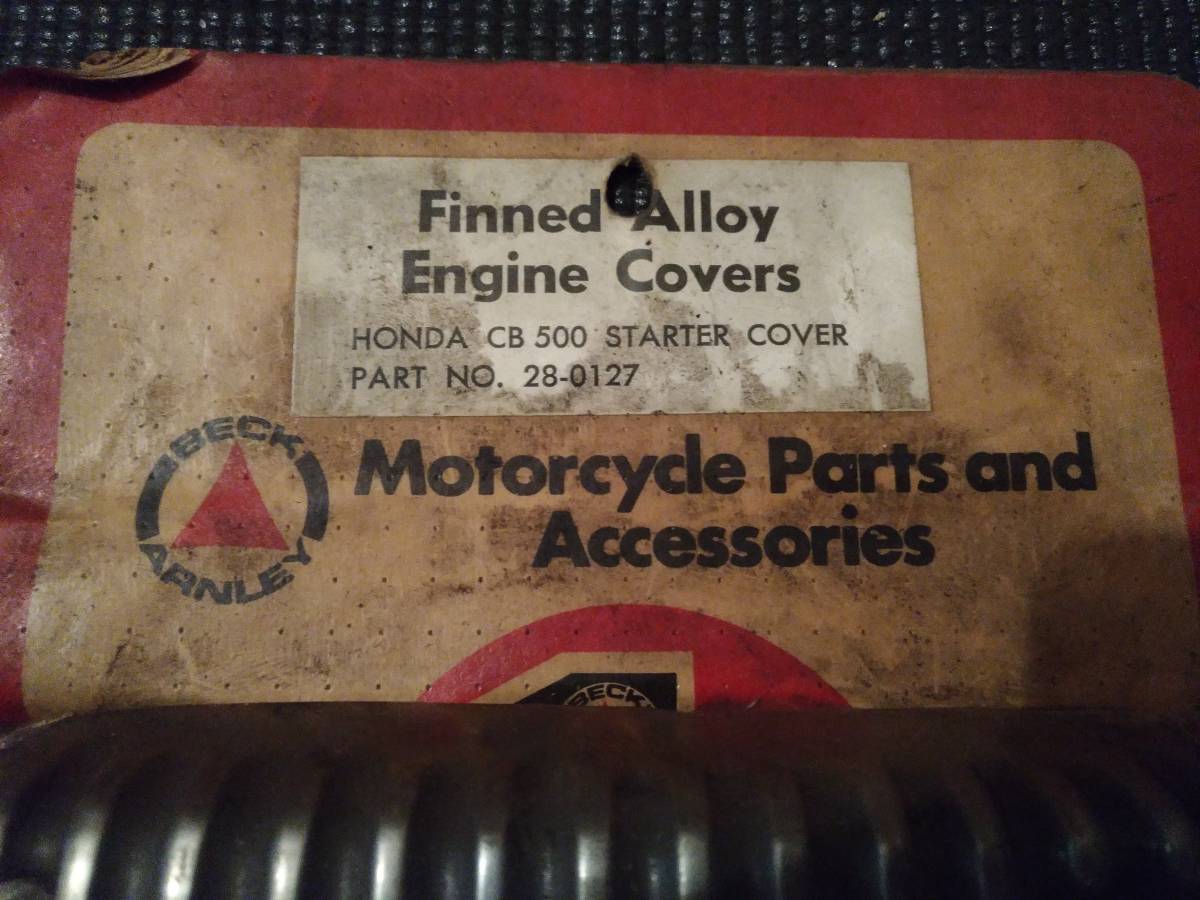 Finned Alloy
Engine Covers
HONDA CB 500 STARTER COVER
PART NO. 28-0127
BECK
ARNLEY
Motorcycle Parts and
Accessories
BECK